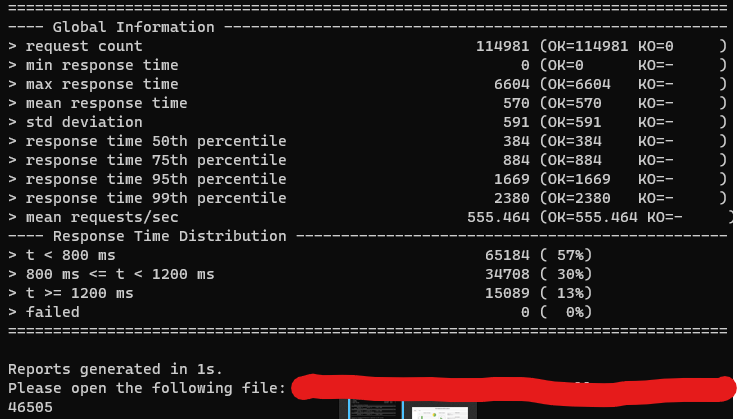 ================================================================================
---- Global Information --------------------------------------------------------
> request count                                     114981 (OK=114981 KO=0     )
> min response time                                      0 (OK=0      KO=-     )
> max response time                                   6604 (OK=6604   KO=-     )
> mean response time                                   570 (OK=570    KO=-     )
> std deviation                                        591 (OK=591    KO=-     )
> response time 50th percentile                        384 (OK=384    KO=-     )
> response time 75th percentile                        884 (OK=884    KO=-     )
> response time 95th percentile                       1669 (OK=1669   KO=-     )
> response time 99th percentile                       2380 (OK=2380   KO=-     )
> mean requests/sec                                555.464 (OK=555.464 KO=-     )
---- Response Time Distribution ------------------------------------------------
> t < 800 ms                                         65184 ( 57%)
> 800 ms <= t < 1200 ms                              34708 ( 30%)
> t >= 1200 ms                                       15089 ( 13%)
> failed                                                 0 (  0%)
================================================================================
Reports generated in 1s.
Please open the following file:
46505